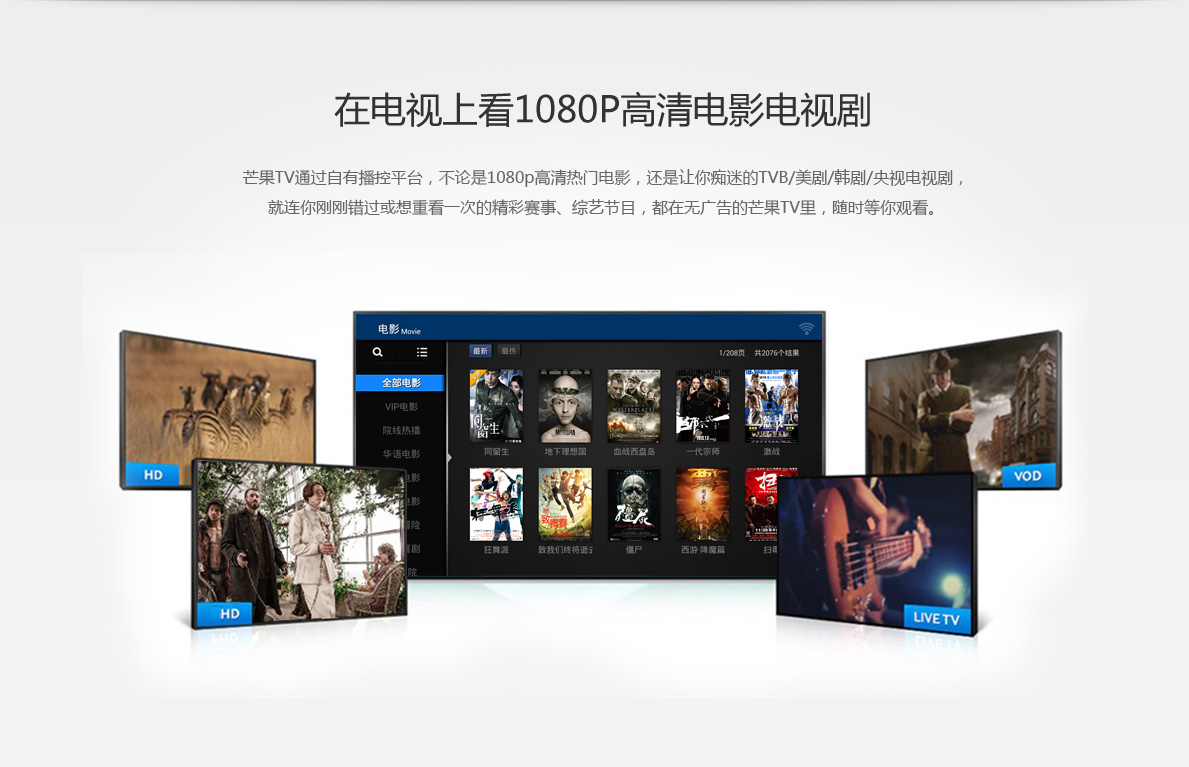 在电视上看1080P高清电影电视剧
芒果TV通过自有播控平台，不论是1080p高清热门电影，还是让你痴迷的TVB/美剧/韩剧/央视电视剧，
就连你刚刚错过或想重看一次的精彩赛事、综艺节目，都在无广告的芒果TV里，随时等你观看。
电影 Movie
最新 最热
1/208页 共2076个结果
全部电影
VIP电影
院线热播
华语电影
电影
电影
冒险
剧
院
同窗生 地下理想国 血战西盘岛 一代宗师 激战
狂舞派 致我们终将逝去 僵尸 西游·降魔篇 扫毒
HD
HD
VOD
LIVE TV